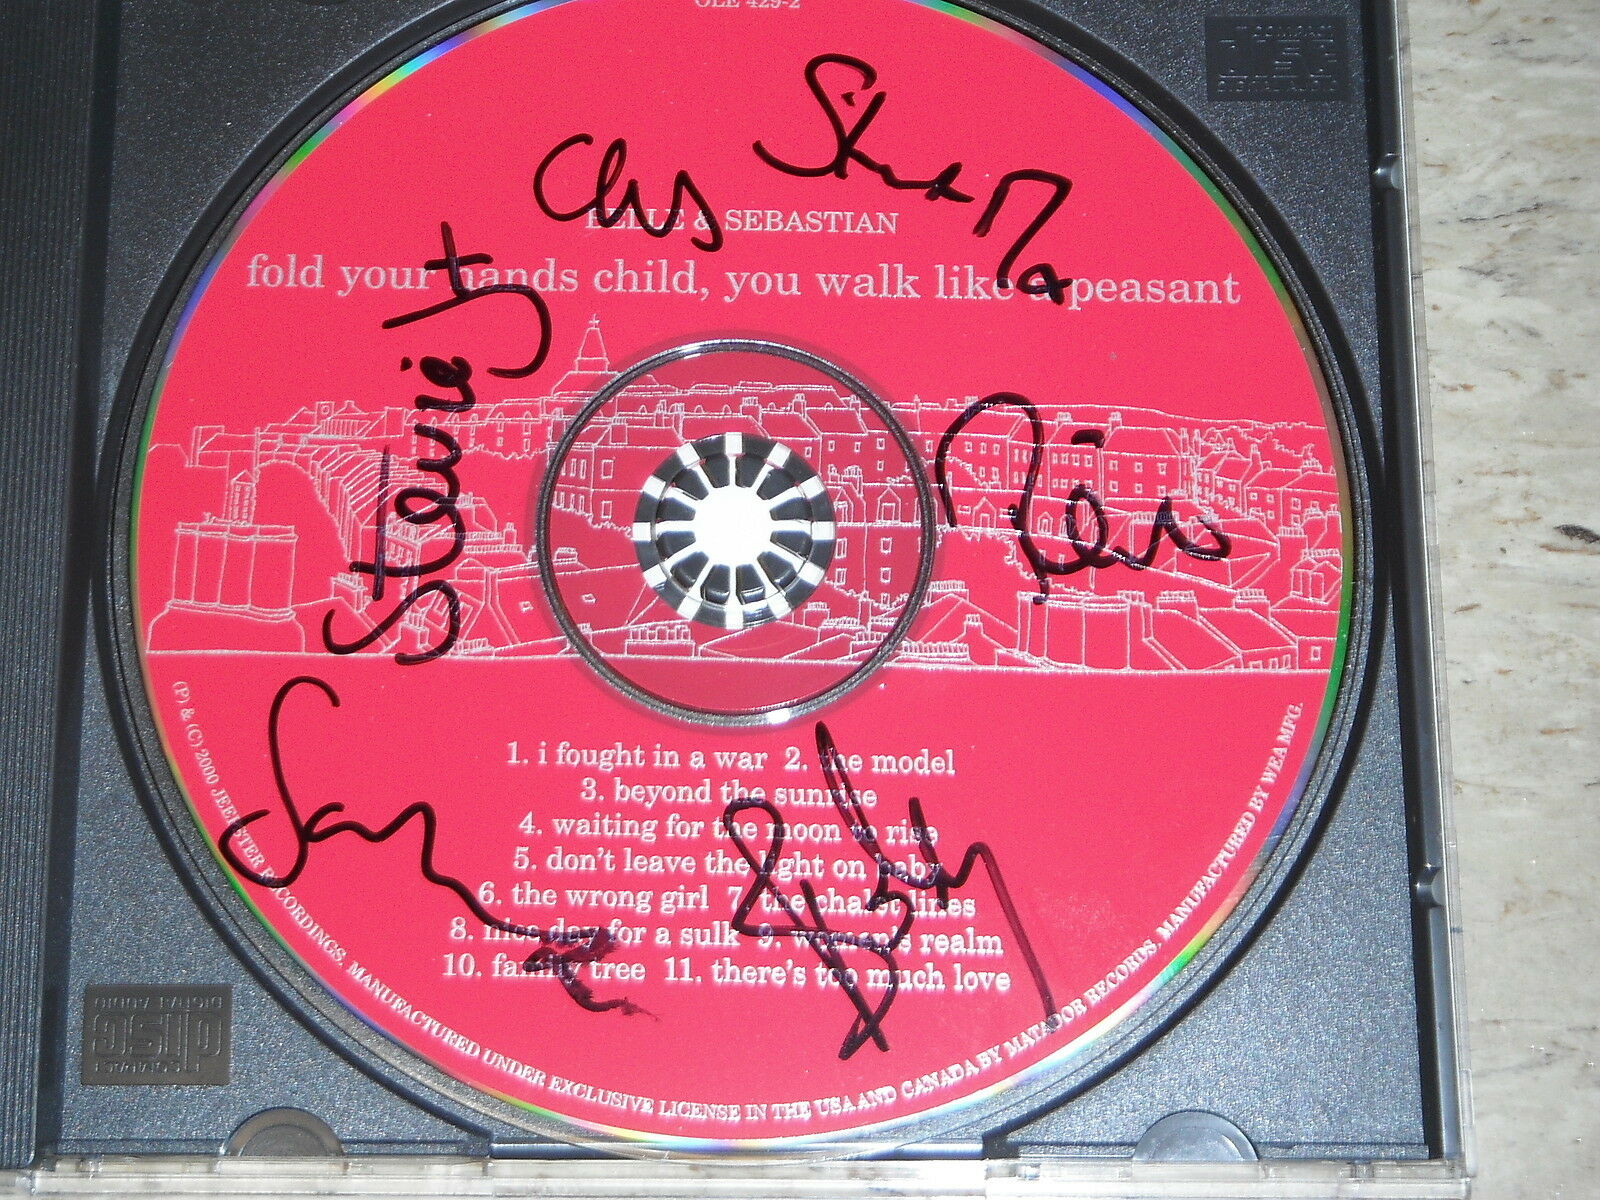 OLE 429-2
BELLE & SEBASTIAN
fold your hands child, you walk like a peasant
Stevie
1. i fought in a war 2. the model
3. beyond the sunrise
4. waiting for the moon to rise
5. don't leave the light on baby
6. the wrong girl 7. the chalet lines
8. nice day for a sulk 9. women's realm
10. family tree 11. there's too much love
(P) & (C) 2000 JEEPSTER RECORDINGS. MANUFACTURED UNDER EXCLUSIVE LICENSE IN THE USA AND CANADA BY MATADOR RECORDS. MANUFACTURED BY WEA MFG.
COMPACT
disc
DIGITAL AUDIO